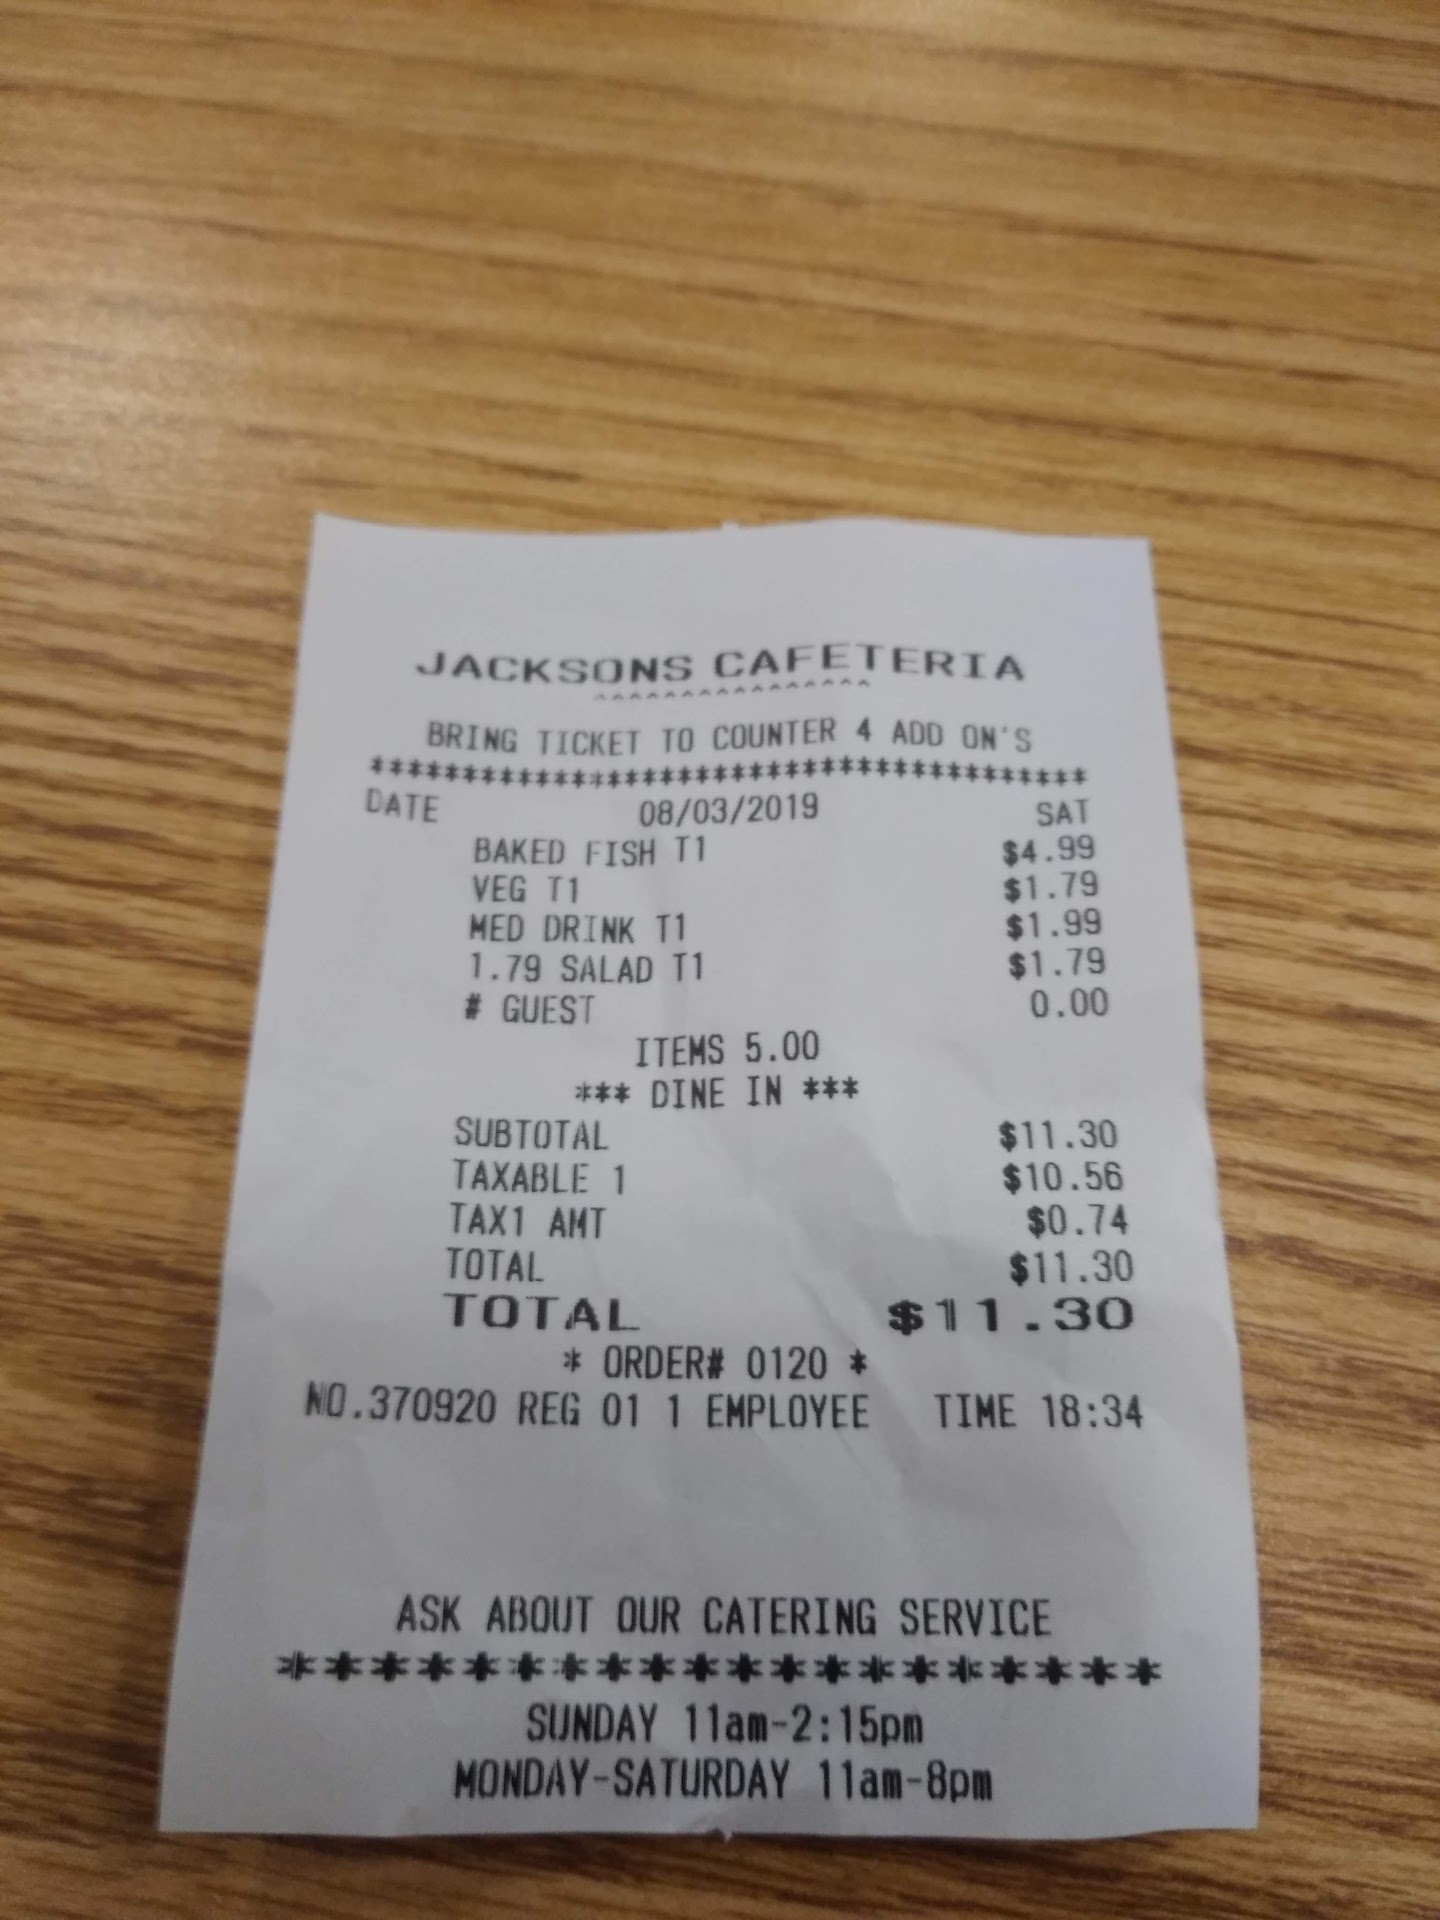 JACKSONS CAFETERIA
^^^^^^^^^^^^^^^^
BRING TICKET TO COUNTER 4 ADD ON'S
***************************************
DATE 08/03/2019 SAT
BAKED FISH T1 $4.99
VEG T1 $1.79
MED DRINK T1 $1.99
1.79 SALAD T1 $1.79
# GUEST 0.00
ITEMS 5.00
*** DINE IN ***
SUBTOTAL $11.30
TAXABLE 1 $10.56
TAX1 AMT $0.74
TOTAL $11.30
TOTAL $11.30
* ORDER# 0120 *
NO.370920 REG 01 1 EMPLOYEE TIME 18:34
ASK ABOUT OUR CATERING SERVICE
********************
SUNDAY 11am-2:15pm
MONDAY-SATURDAY 11am-8pm